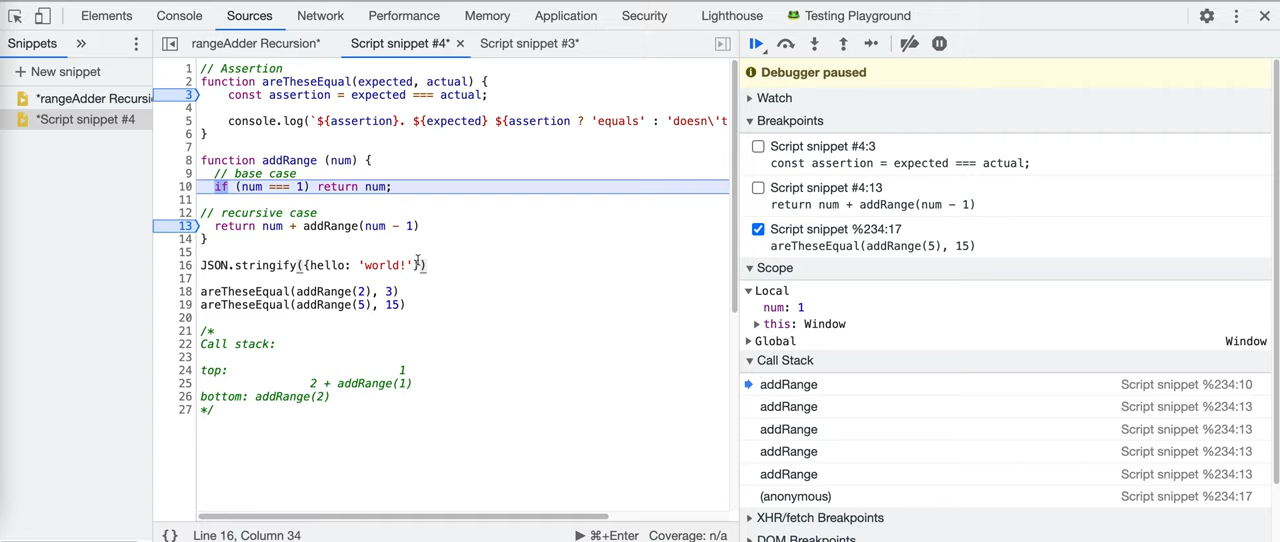 Elements Console Sources Network Performance Memory Application Security Lighthouse Testing Playground
Snippets
New snippet
*rangeAdder Recursi
*Script snippet #4
rangeAdder Recursion* Script snippet #4* × Script snippet #3*
1 // Assertion
2 function areTheseEqual(expected, actual) {
3 const assertion = expected === actual;
4
5 console.log(`${assertion}. ${expected} ${assertion ? 'equals' : 'doesn\'t
6 }
7
8 function addRange (num) {
9 // base case
10 if (num === 1) return num;
11
12 // recursive case
13 return num + addRange(num - 1)
14 }
15
16 JSON.stringify({hello: 'world!'})
17
18 areTheseEqual(addRange(2), 3)
19 areTheseEqual(addRange(5), 15)
20
21 /*
22 Call stack:
23
24 top: 1
25 2 + addRange(1)
26 bottom: addRange(2)
27 */
{} Line 16, Column 34 ⌘+Enter Coverage: n/a
Debugger paused
Watch
Breakpoints
Script snippet #4:3
const assertion = expected === actual;
Script snippet #4:13
return num + addRange(num - 1)
Script snippet %234:17
areTheseEqual(addRange(5), 15)
Scope
Local
num: 1
this: Window
Global Window
Call Stack
addRange Script snippet %234:10
addRange Script snippet %234:13
addRange Script snippet %234:13
addRange Script snippet %234:13
addRange Script snippet %234:13
(anonymous) Script snippet %234:17
XHR/fetch Breakpoints
DOM Breakpoints